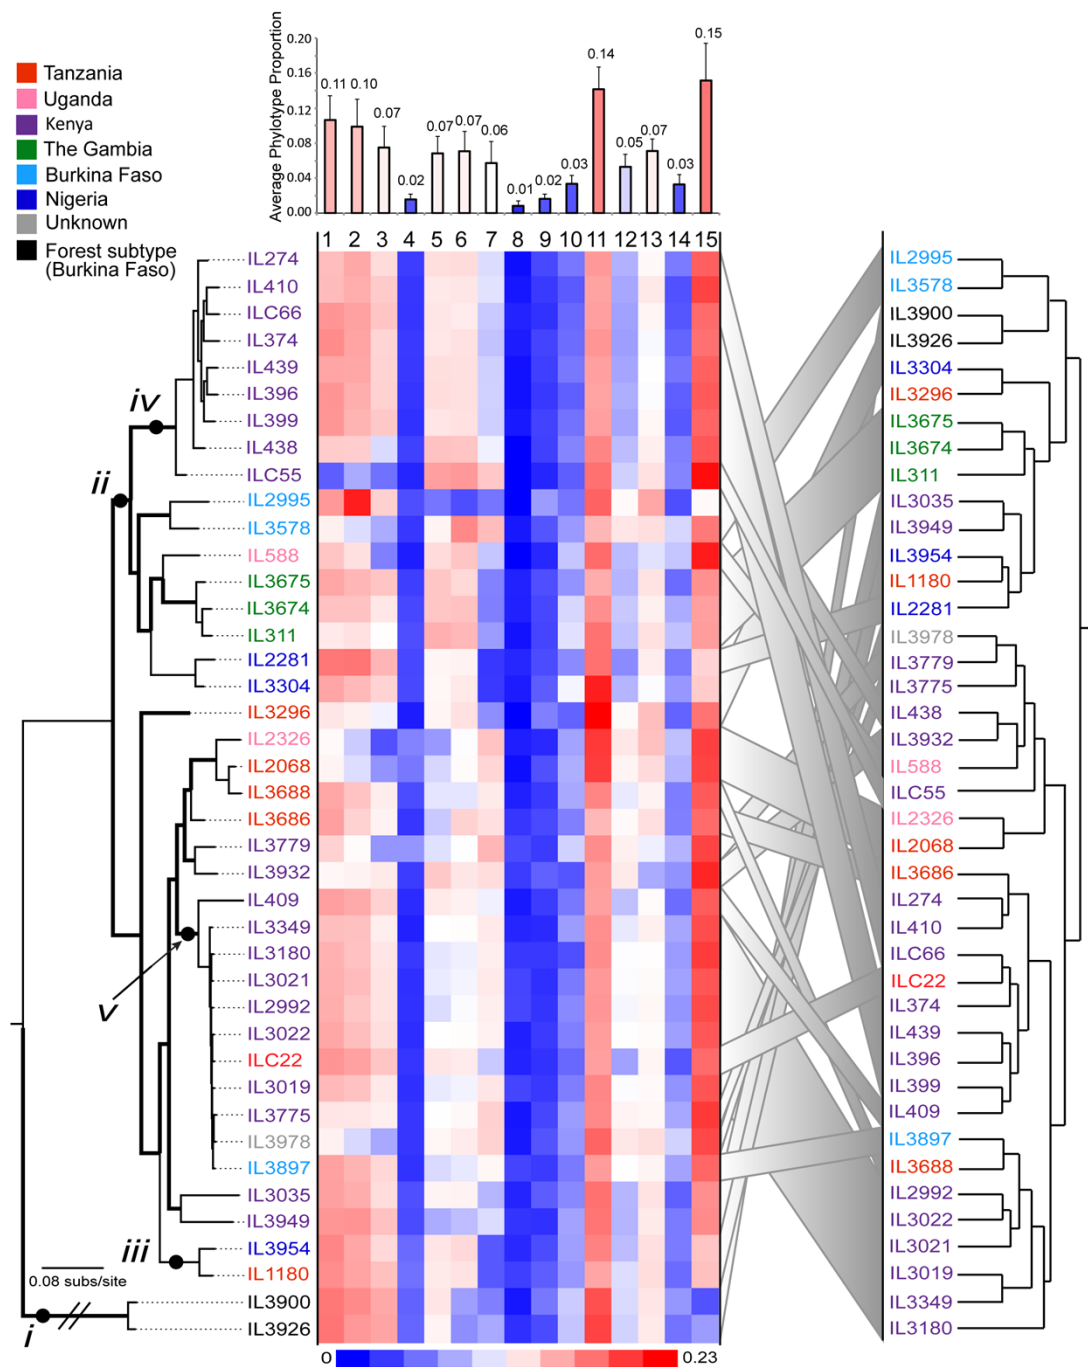 Average Phylotype Proportion
0.20
0.16
0.12
0.08
0.04
0.00
0.11
0.10
0.07
0.02
0.07
0.07
0.06
0.01
0.02
0.03
0.14
0.05
0.07
0.03
0.15
Tanzania
Uganda
Kenya
The Gambia
Burkina Faso
Nigeria
Unknown
Forest subtype
(Burkina Faso)
1 2 3 4 5 6 7 8 9 10 11 12 13 14 15
IL274
IL410
ILC66
IL374
IL439
IL396
IL399
IL438
ILC55
IL2995
IL3578
IL588
IL3675
IL3674
IL311
IL2281
IL3304
IL3296
IL2326
IL2068
IL3688
IL3686
IL3779
IL3932
IL409
IL3349
IL3180
IL3021
IL2992
IL3022
ILC22
IL3019
IL3775
IL3978
IL3897
IL3035
IL3949
IL3954
IL1180
IL3900
IL3926
iv
ii
v
iii
i
0.08 subs/site
0
0.23
IL2995
IL3578
IL3900
IL3926
IL3304
IL3296
IL3675
IL3674
IL311
IL3035
IL3949
IL3954
IL1180
IL2281
IL3978
IL3779
IL3775
IL438
IL3932
IL588
ILC55
IL2326
IL2068
IL3686
IL274
IL410
ILC66
ILC22
IL374
IL439
IL396
IL399
IL409
IL3897
IL3688
IL2992
IL3022
IL3021
IL3019
IL3349
IL3180